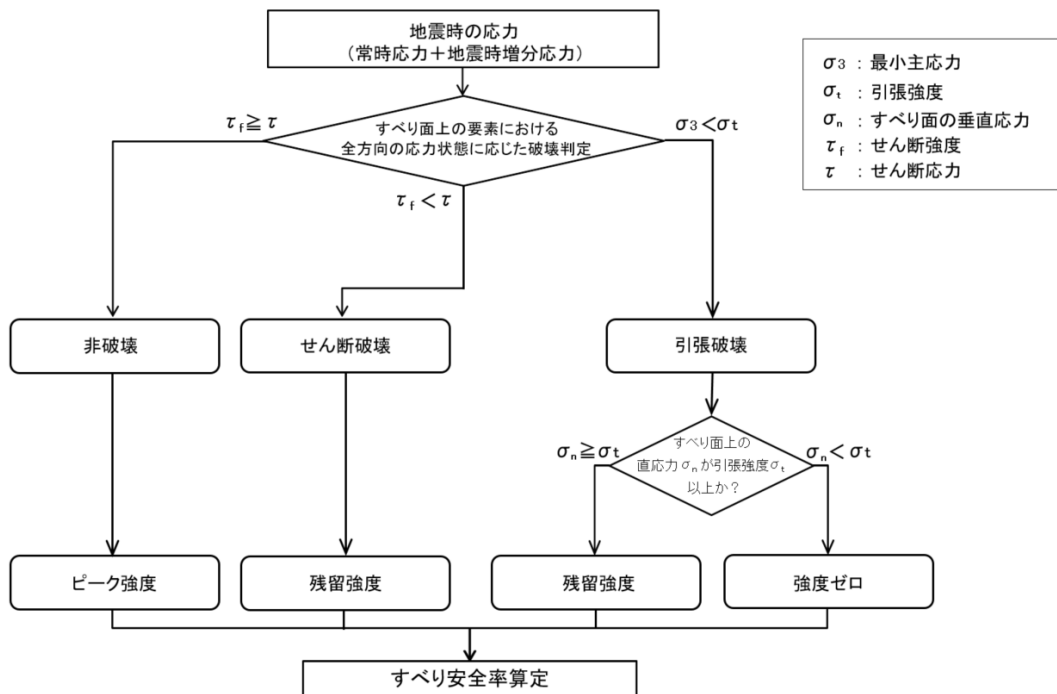 地震時の応力
(常時応力+地震時増分応力)
σ3 : 最小主応力
σt : 引張強度
σn : すべり面の垂直応力
τf : せん断強度
τ : せん断応力
τf≧τ
すべり面上の要素における
全方向の応力状態に応じた破壊判定
σ3<σt
τf<τ
非破壊
せん断破壊
引張破壊
σn≧σt
すべり面上の
直応力σnが引張強度σt
以上か?
σn<σt
ピーク強度
残留強度
残留強度
強度ゼロ
すべり安全率算定